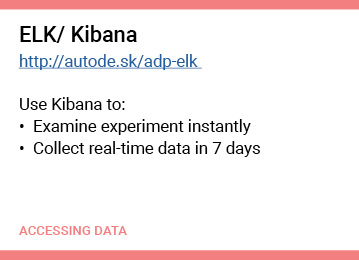 ELK/ Kibana
http://autode.sk/adp-elk
Use Kibana to:
• Examine experiment instantly
• Collect real-time data in 7 days
ACCESSING DATA